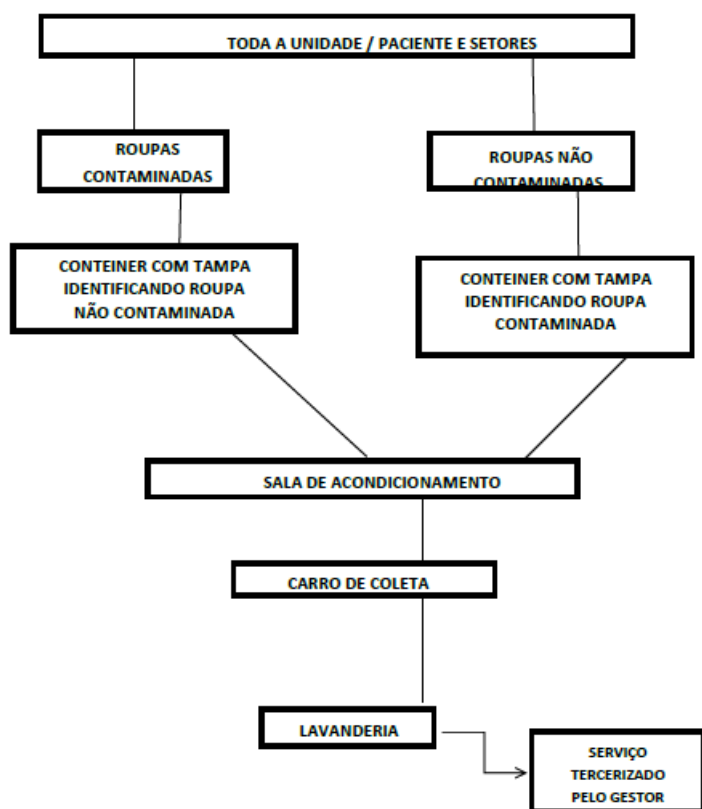 TODA A UNIDADE / PACIENTE E SETORES
ROUPAS
CONTAMINADAS
ROUPAS NÃO
CONTAMINADAS
CONTEINER COM TAMPA
IDENTIFICANDO ROUPA
NÃO CONTAMINADA
CONTEINER COM TAMPA
IDENTIFICANDO ROUPA
CONTAMINADA
SALA DE ACONDICIONAMENTO
CARRO DE COLETA
LAVANDERIA
SERVIÇO
TERCERIZADO
PELO GESTOR